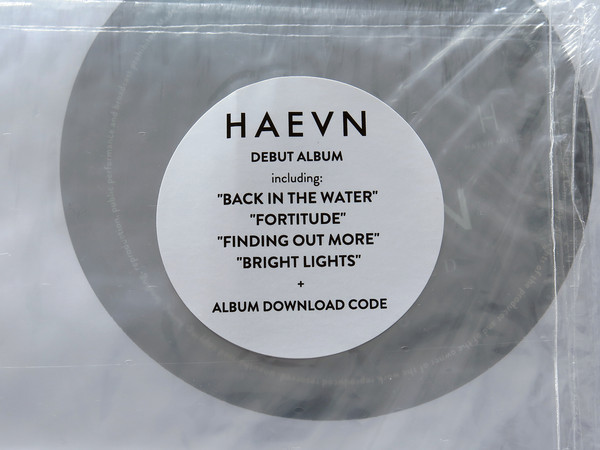 HAEVN
DEBUT ALBUM
including:
"BACK IN THE WATER"
"FORTITUDE"
"FINDING OUT MORE"
"BRIGHT LIGHTS"
+
ALBUM DOWNLOAD CODE